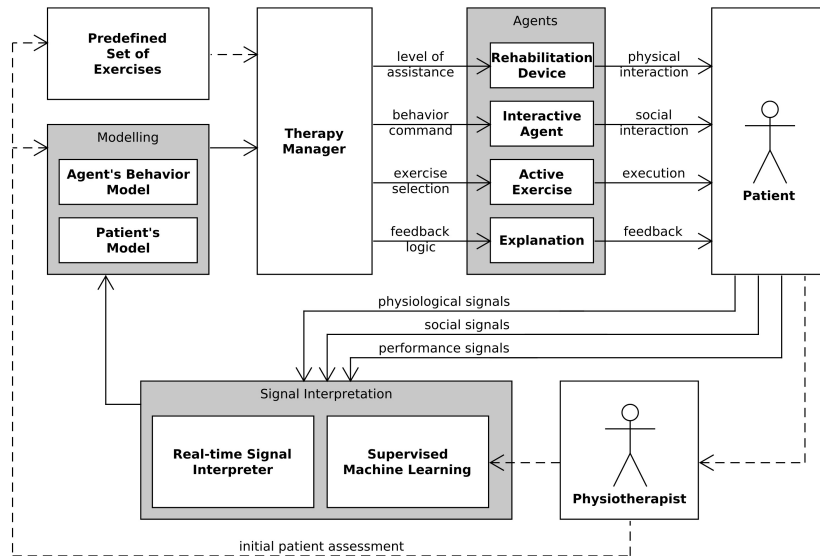 Predefined
Set of
Exercises
Modelling
Agent's Behavior
Model
Patient's
Model
Therapy
Manager
level of
assistance
behavior
command
exercise
selection
feedback
logic
Agents
Rehabilitation
Device
Interactive
Agent
Active
Exercise
Explanation
physical
interaction
social
interaction
execution
feedback
Patient
physiological signals
social signals
performance signals
Signal Interpretation
Real-time Signal
Interpreter
Supervised
Machine Learning
Physiotherapist
initial patient assessment